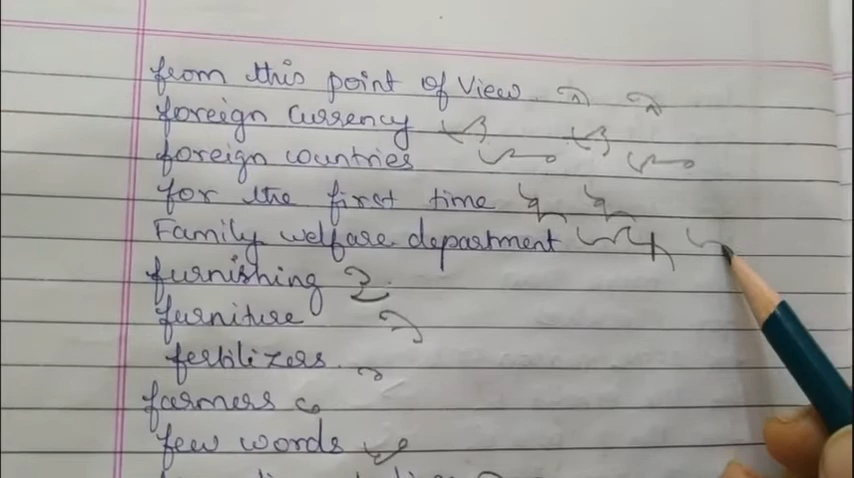 from this point of View
foreign currency
foreign countries
for the first time
Family welfare department
furnishing
furniture
fertilizers.
farmers
few words